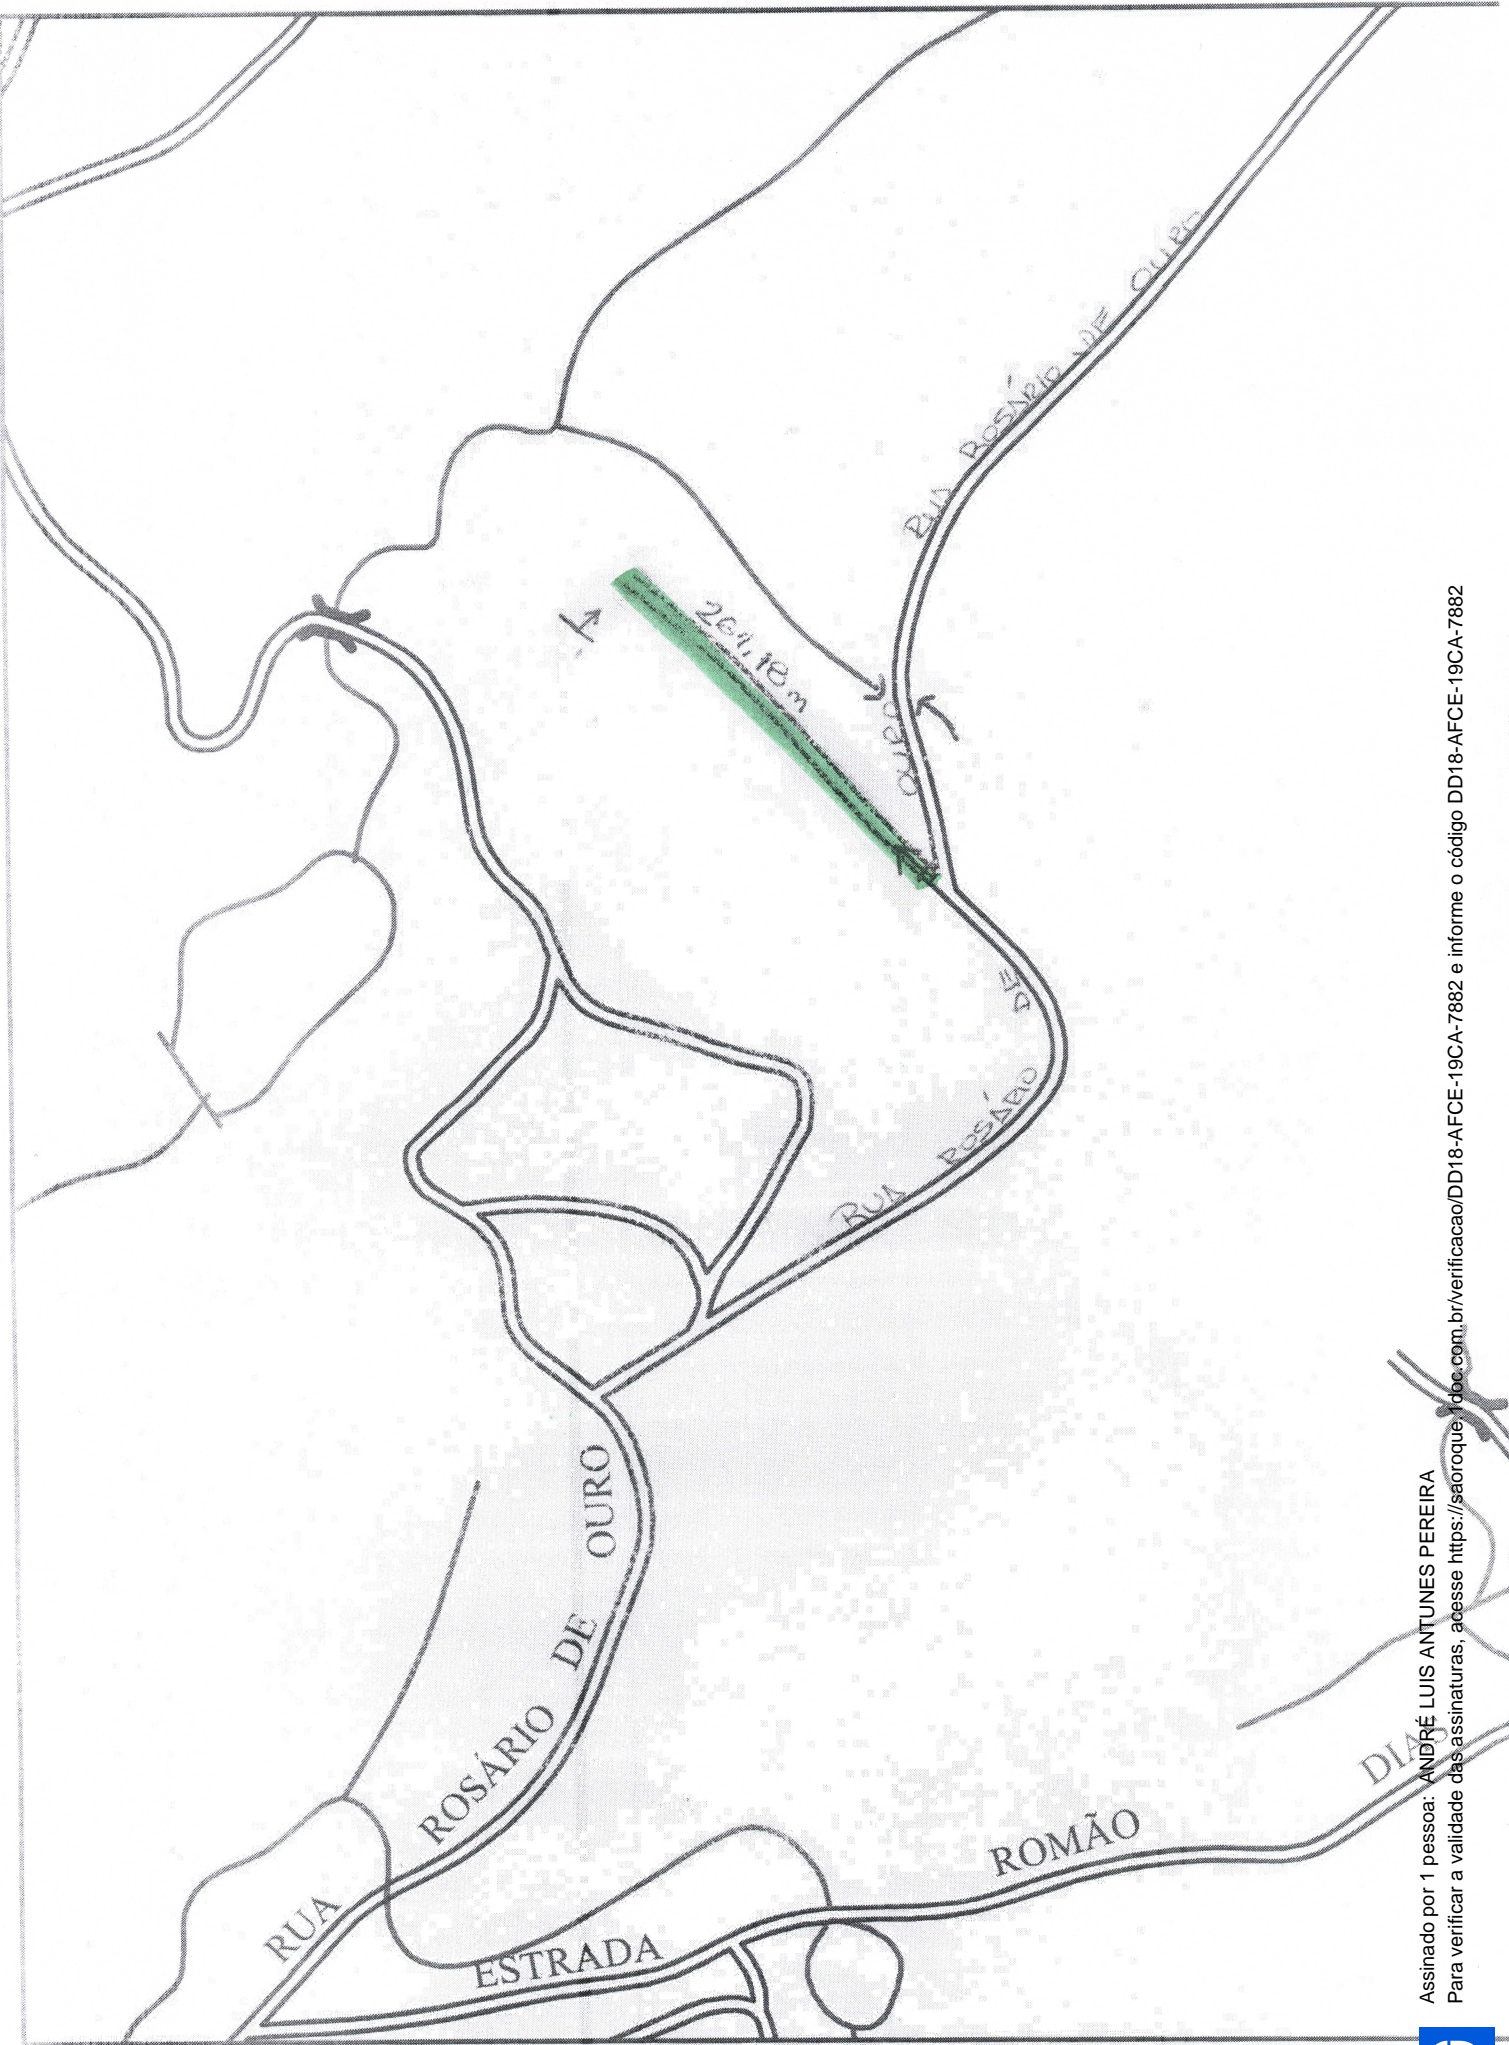 RUA ROSÁRIO DE OURO
264,18 m
OURO
DE
ROSÁRIO
RUA
OURO
DE
ROSÁRIO
RUA
ESTRADA ROMÃO DIAS
Assinado por 1 pessoa: ANDRÉ LUIS ANTUNES PEREIRA
Para verificar a validade das assinaturas, acesse https://saoroque.1doc.com.br/verificacao/DD18-AFCE-19CA-7882 e informe o código DD18-AFCE-19CA-7882